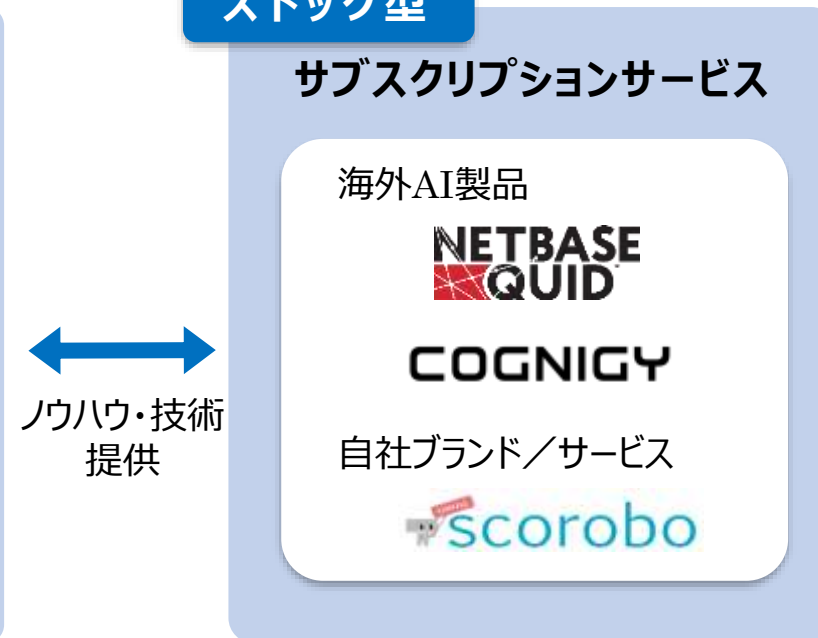 ストック型
サブスクリプションサービス
海外AI製品
NETBASE
QUID
COGNIGY
ノウハウ・技術
提供
自社ブランド／サービス
scorobo